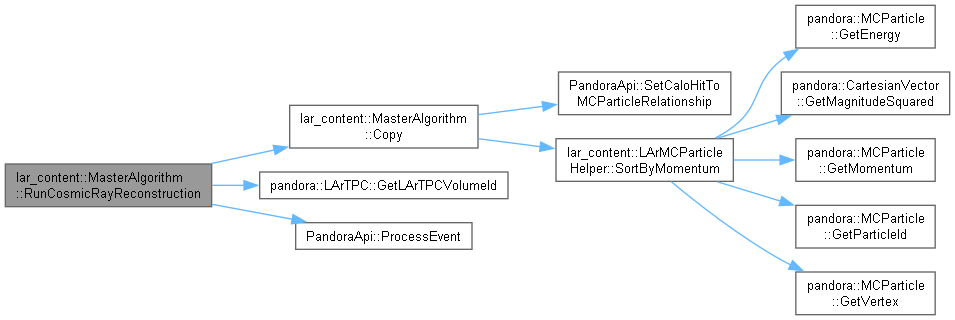 lar_content::MasterAlgorithm
::RunCosmicRayReconstruction
lar_content::MasterAlgorithm
::Copy
pandora::LArTPC::GetLArTPCVolumeId
PandoraApi::ProcessEvent
PandoraApi::SetCaloHitTo
MCParticleRelationship
lar_content::LArMCParticle
Helper::SortByMomentum
pandora::MCParticle
::GetEnergy
pandora::CartesianVector
::GetMagnitudeSquared
pandora::MCParticle
::GetMomentum
pandora::MCParticle
::GetParticleId
pandora::MCParticle
::GetVertex